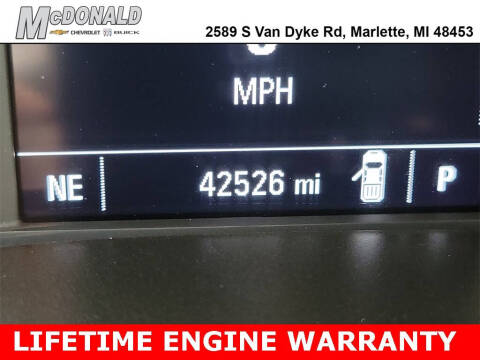 McDONALD
CHEVROLET BUICK
2589 S Van Dyke Rd, Marlette, MI 48453
MPH
NE 42526 mi P
LIFETIME ENGINE WARRANTY